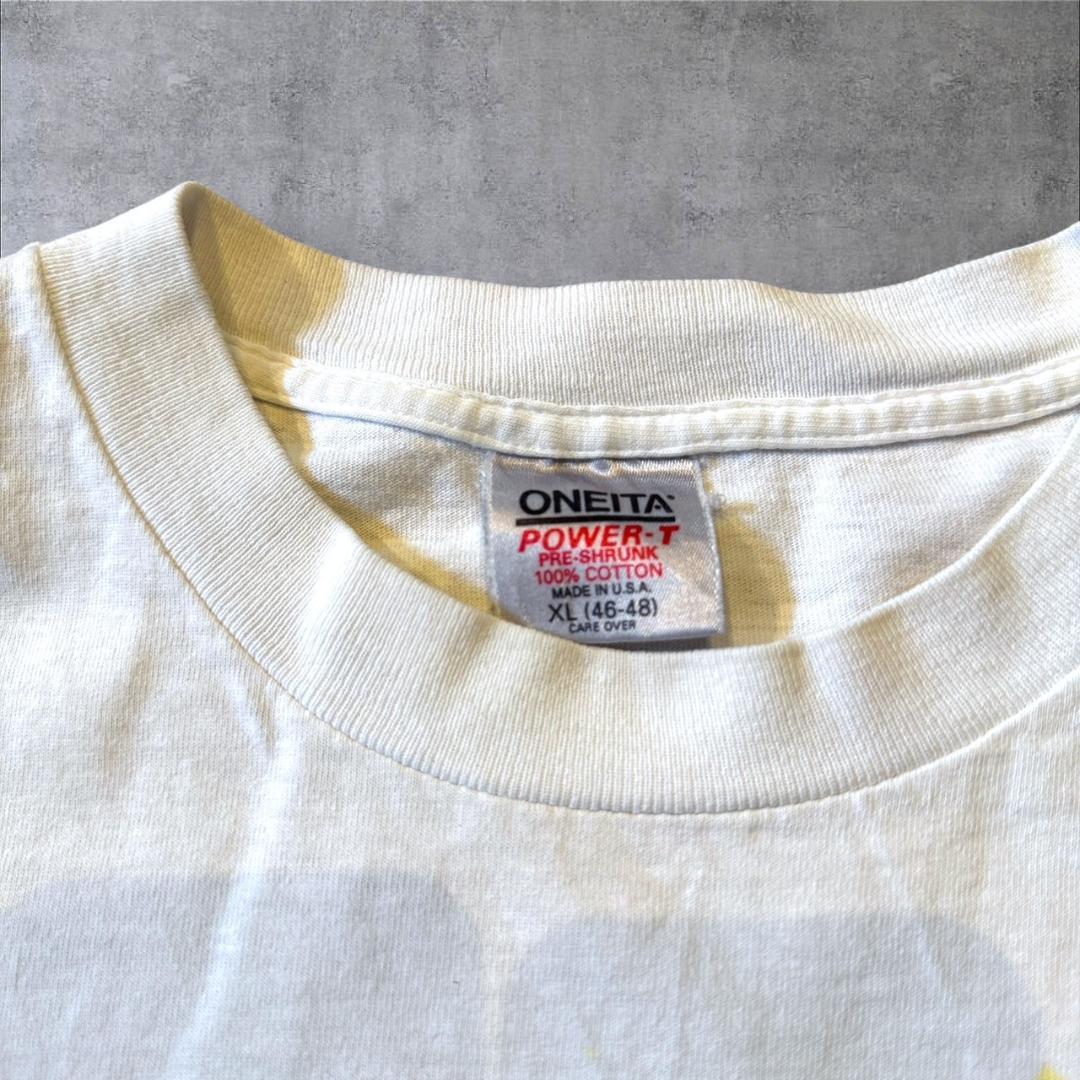 ONEITA
POWER-T
PRE-SHRUNK
100% COTTON
MADE IN U.S.A.
XL (46-48)
CARE OVER